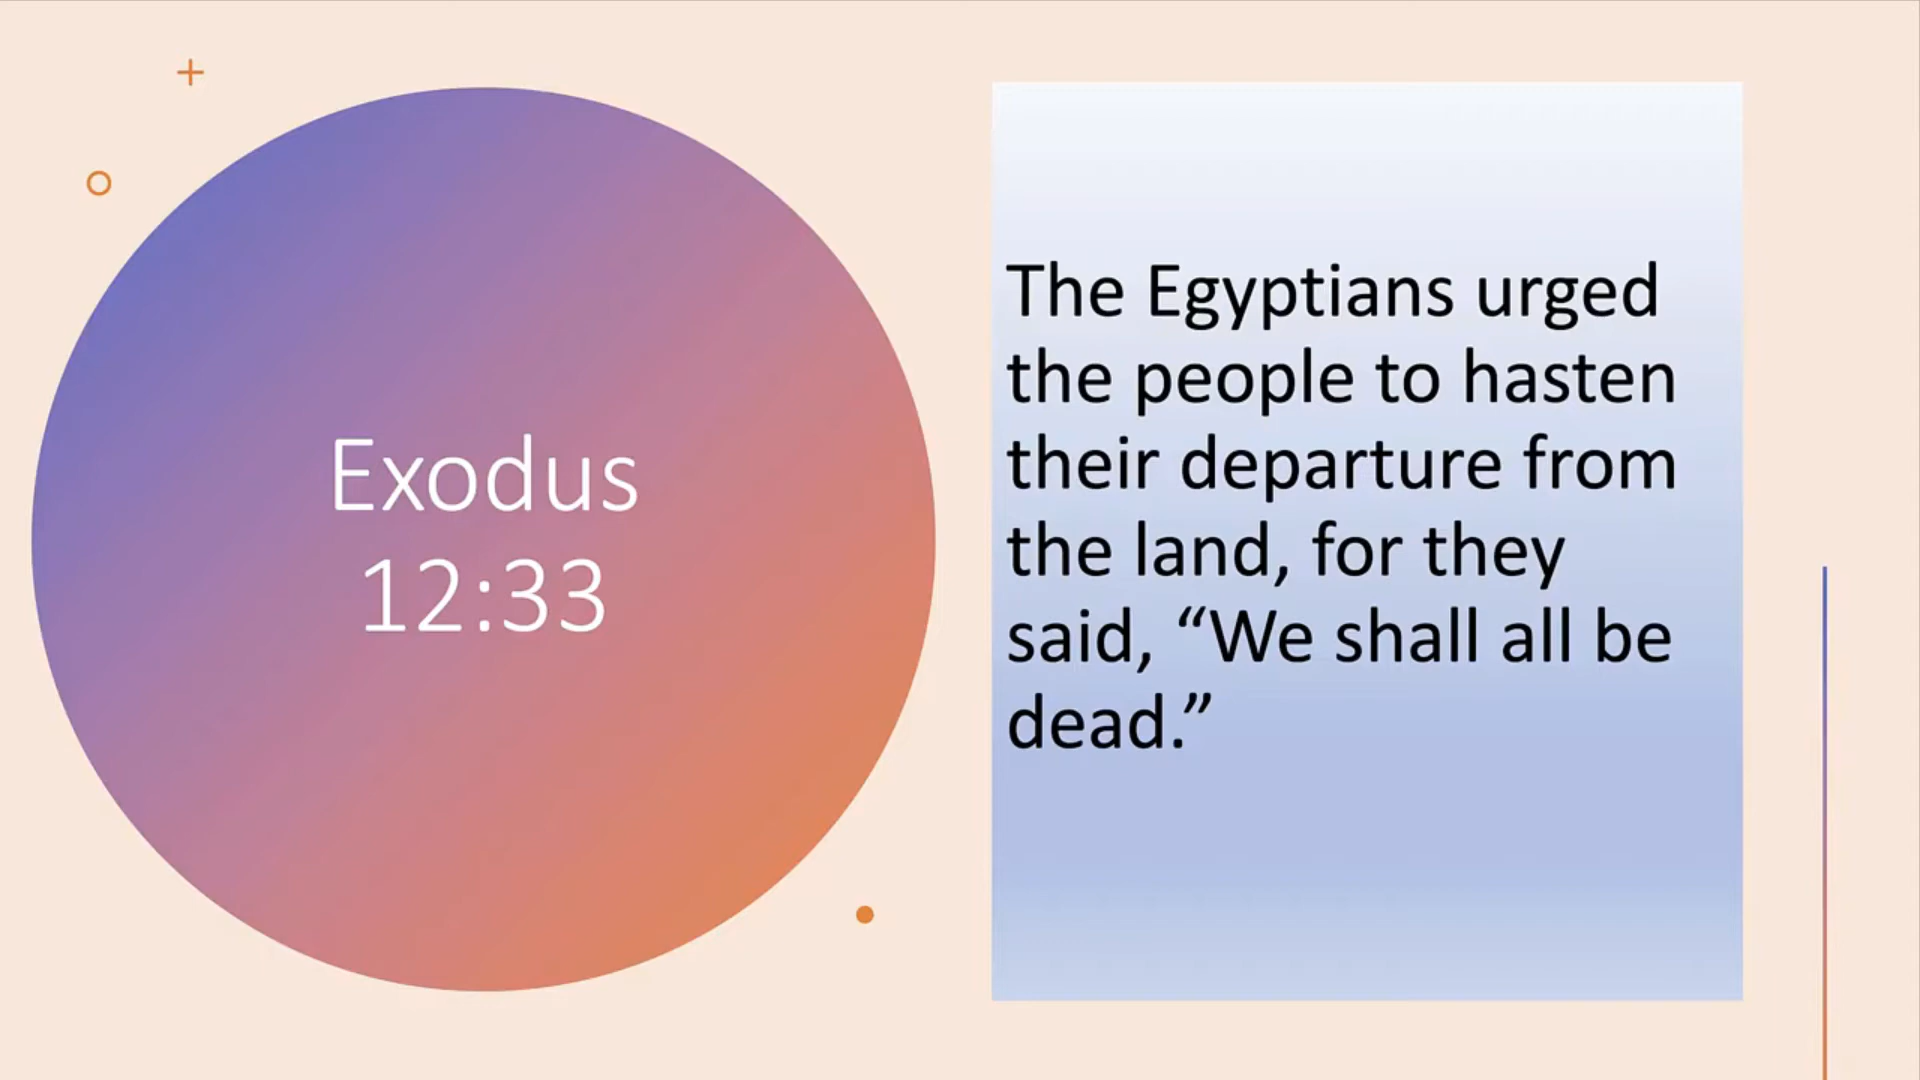 Exodus
12:33
The Egyptians urged
the people to hasten
their departure from
the land, for they
said, “We shall all be
dead.”